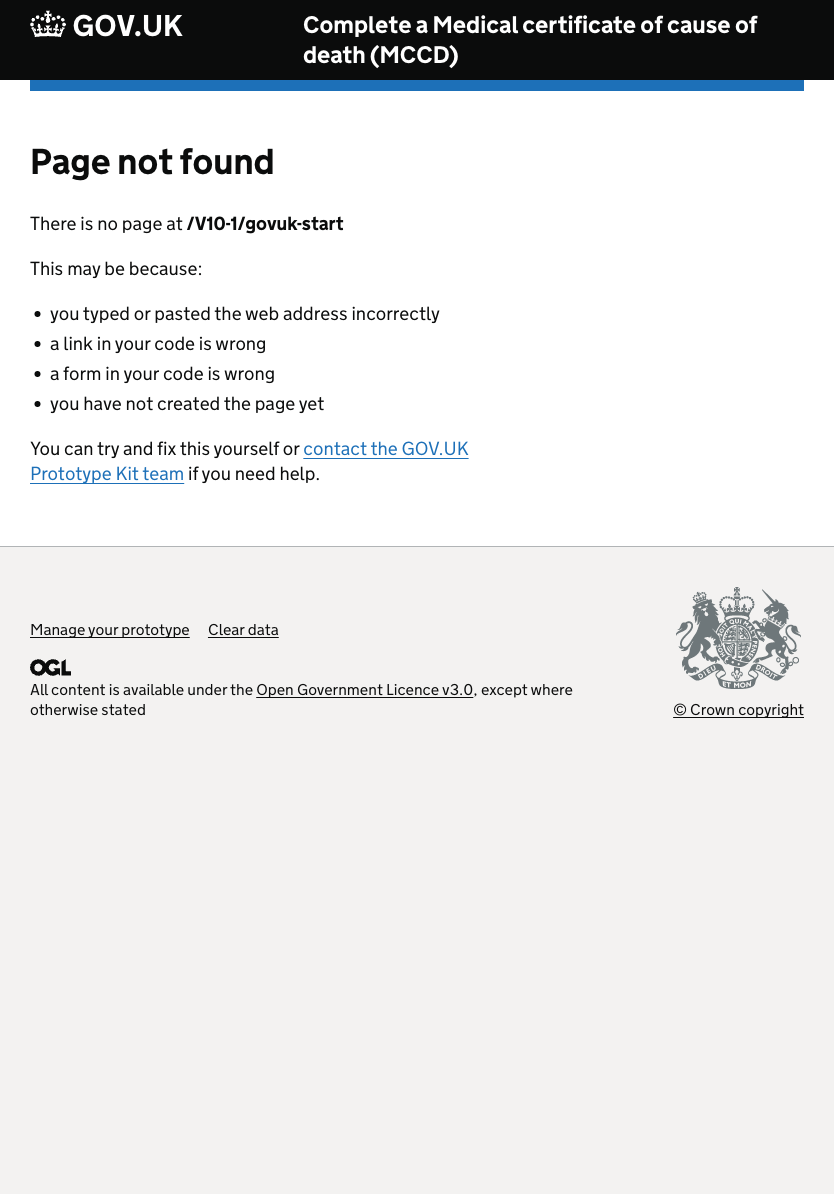 GOV.UK
Complete a Medical certificate of cause of
death (MCCD)
Page not found
There is no page at /V10-1/govuk-start
This may be because:
• you typed or pasted the web address incorrectly
• a link in your code is wrong
• a form in your code is wrong
• you have not created the page yet
You can try and fix this yourself or contact the GOV.UK
Prototype Kit team if you need help.
Manage your prototype Clear data
OGL
All content is available under the Open Government Licence v3.0, except where
otherwise stated
DIEU ET MON DROIT
© Crown copyright